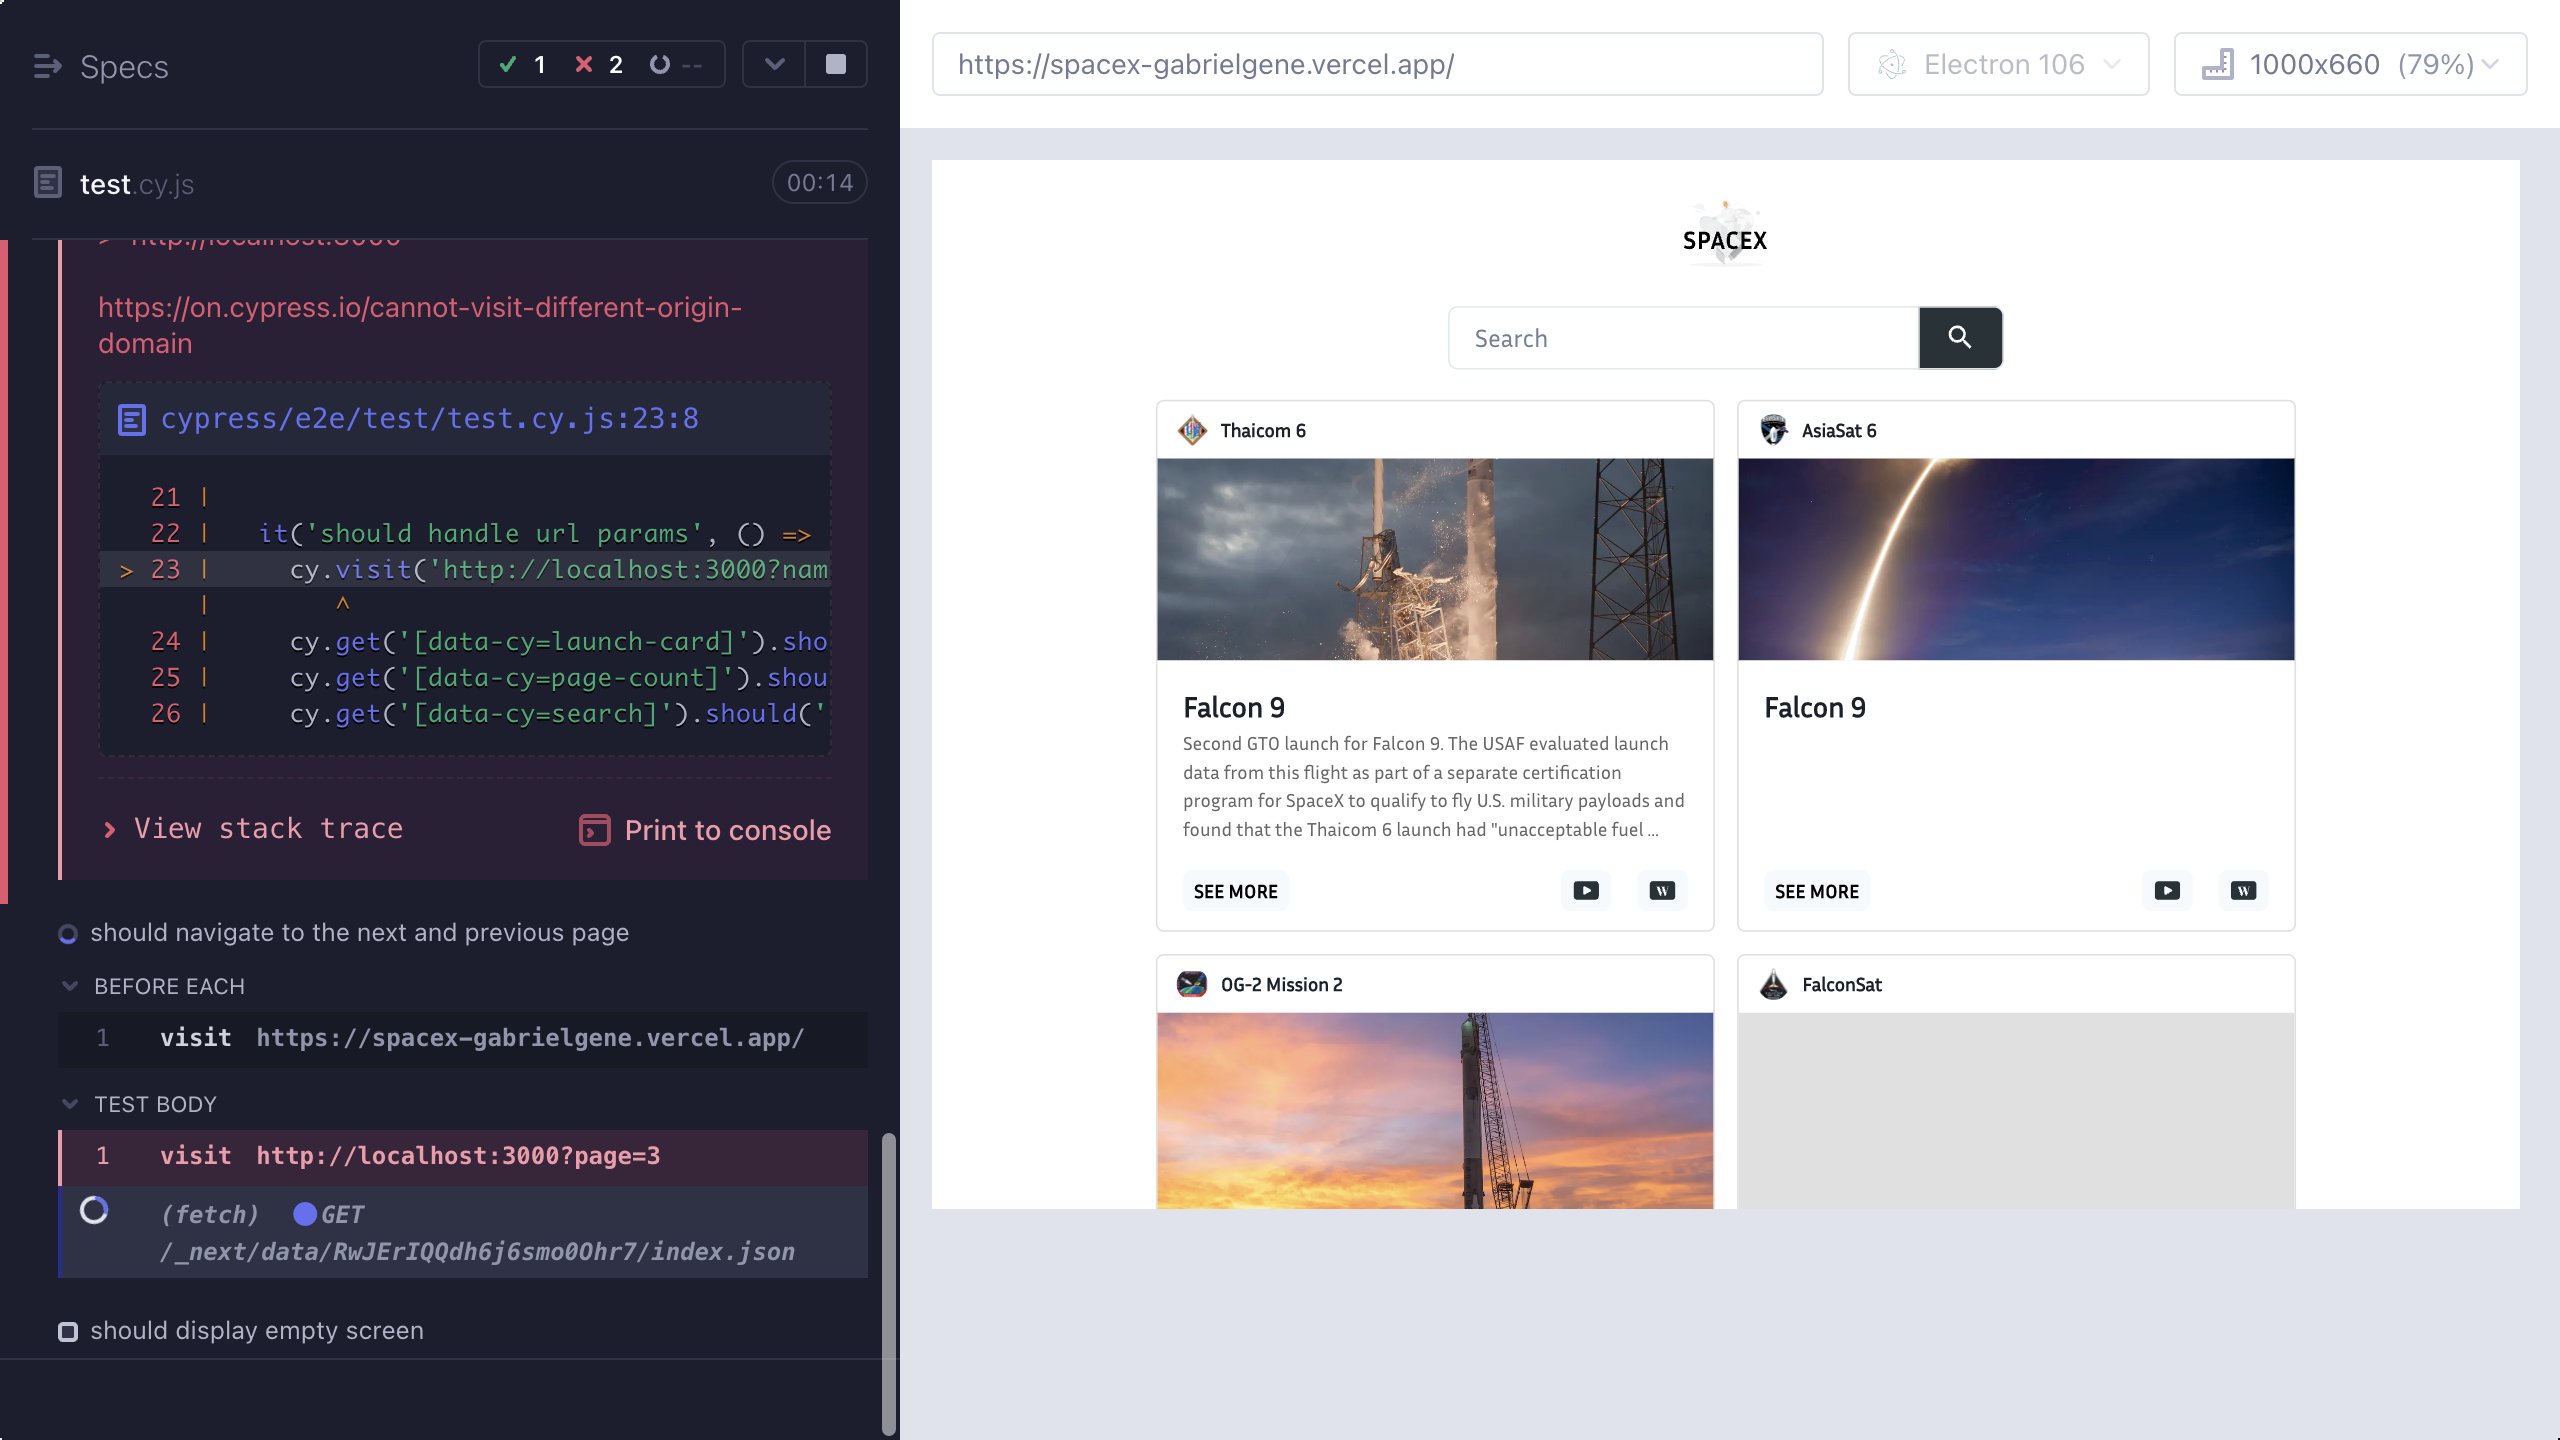 Specs
1 2 --
test.cy.js
00:14
> http://localhost:3000
https://on.cypress.io/cannot-visit-different-origin-
domain
cypress/e2e/test/test.cy.js:23:8
21 |
22 | it('should handle url params', () =>
> 23 | cy.visit('http://localhost:3000?nam
| ^
24 | cy.get('[data-cy=launch-card]').sho
25 | cy.get('[data-cy=page-count]').shou
26 | cy.get('[data-cy=search]').should('
View stack trace
Print to console
should navigate to the next and previous page
BEFORE EACH
1 visit https://spacex-gabrielgene.vercel.app/
TEST BODY
1 visit http://localhost:3000?page=3
(fetch) GET
/_next/data/RwJErIQQdh6j6smo0Ohr7/index.json
should display empty screen
https://spacex-gabrielgene.vercel.app/
Electron 106
1000x660 (79%)
SPACEX
Search
Thaicom 6
Falcon 9
Second GTO launch for Falcon 9. The USAF evaluated launch
data from this flight as part of a separate certification
program for SpaceX to qualify to fly U.S. military payloads and
found that the Thaicom 6 launch had "unacceptable fuel ...
SEE MORE
W
AsiaSat 6
Falcon 9
SEE MORE
W
OG-2 Mission 2
FalconSat